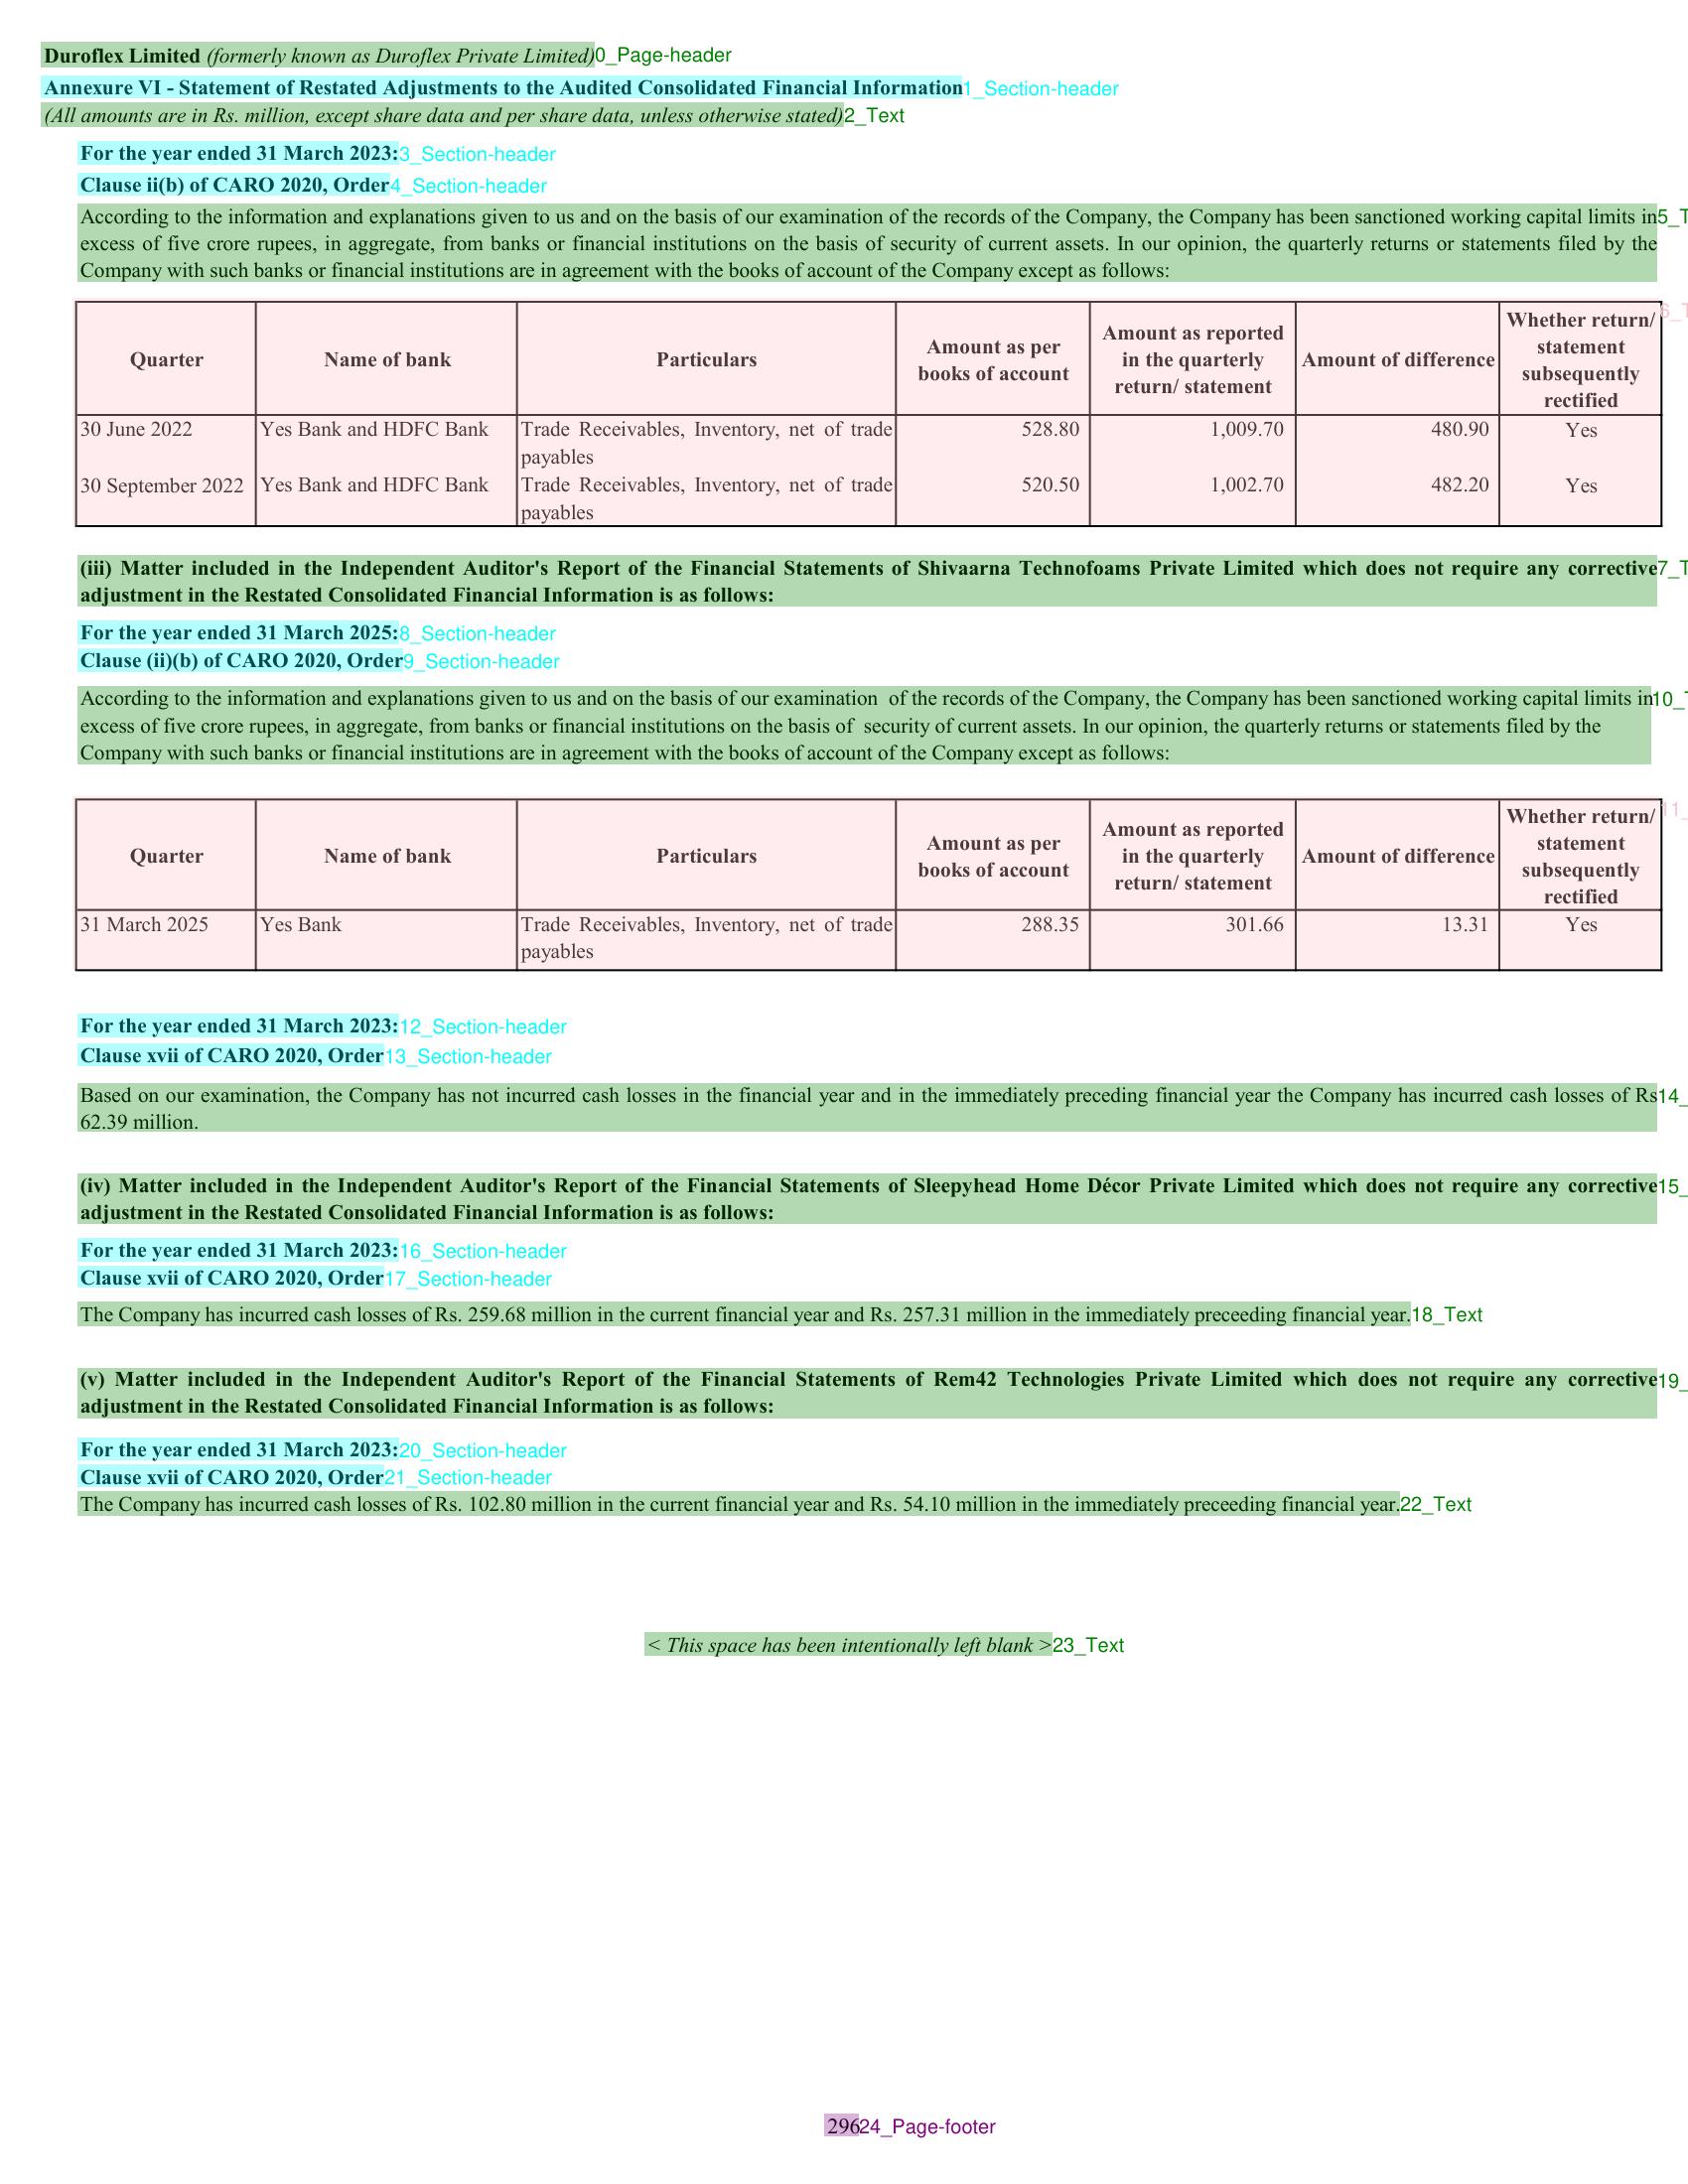 Duroflex Limited (formerly known as Duroflex Private Limited)0_Page-header
Annexure VI - Statement of Restated Adjustments to the Audited Consolidated Financial Information1_Section-header
(All amounts are in Rs. million, except share data and per share data, unless otherwise stated)2_Text
For the year ended 31 March 2023:3_Section-header
Clause ii(b) of CARO 2020, Order4_Section-header
According to the information and explanations given to us and on the basis of our examination of the records of the Company, the Company has been sanctioned working capital limits in5_T
excess of five crore rupees, in aggregate, from banks or financial institutions on the basis of security of current assets. In our opinion, the quarterly returns or statements filed by the
Company with such banks or financial institutions are in agreement with the books of account of the Company except as follows:
Quarter Name of bank Particulars Amount as per books of account Amount as reported in the quarterly return/ statement Amount of difference Whether return/ statement subsequently rectified 6_T
30 June 2022 Yes Bank and HDFC Bank Trade Receivables, Inventory, net of trade payables 528.80 1,009.70 480.90 Yes
30 September 2022 Yes Bank and HDFC Bank Trade Receivables, Inventory, net of trade payables 520.50 1,002.70 482.20 Yes
(iii) Matter included in the Independent Auditor's Report of the Financial Statements of Shivaarna Technofoams Private Limited which does not require any corrective7_T
adjustment in the Restated Consolidated Financial Information is as follows:
For the year ended 31 March 2025:8_Section-header
Clause (ii)(b) of CARO 2020, Order9_Section-header
According to the information and explanations given to us and on the basis of our examination of the records of the Company, the Company has been sanctioned working capital limits in10_T
excess of five crore rupees, in aggregate, from banks or financial institutions on the basis of security of current assets. In our opinion, the quarterly returns or statements filed by the
Company with such banks or financial institutions are in agreement with the books of account of the Company except as follows:
Quarter Name of bank Particulars Amount as per books of account Amount as reported in the quarterly return/ statement Amount of difference Whether return/ statement subsequently rectified 11_
31 March 2025 Yes Bank Trade Receivables, Inventory, net of trade payables 288.35 301.66 13.31 Yes
For the year ended 31 March 2023:12_Section-header
Clause xvii of CARO 2020, Order13_Section-header
Based on our examination, the Company has not incurred cash losses in the financial year and in the immediately preceding financial year the Company has incurred cash losses of Rs14_
62.39 million.
(iv) Matter included in the Independent Auditor's Report of the Financial Statements of Sleepyhead Home Décor Private Limited which does not require any corrective15_
adjustment in the Restated Consolidated Financial Information is as follows:
For the year ended 31 March 2023:16_Section-header
Clause xvii of CARO 2020, Order17_Section-header
The Company has incurred cash losses of Rs. 259.68 million in the current financial year and Rs. 257.31 million in the immediately preceeding financial year.18_Text
(v) Matter included in the Independent Auditor's Report of the Financial Statements of Rem42 Technologies Private Limited which does not require any corrective19_
adjustment in the Restated Consolidated Financial Information is as follows:
For the year ended 31 March 2023:20_Section-header
Clause xvii of CARO 2020, Order21_Section-header
The Company has incurred cash losses of Rs. 102.80 million in the current financial year and Rs. 54.10 million in the immediately preceeding financial year.22_Text
< This space has been intentionally left blank >23_Text
29624_Page-footer